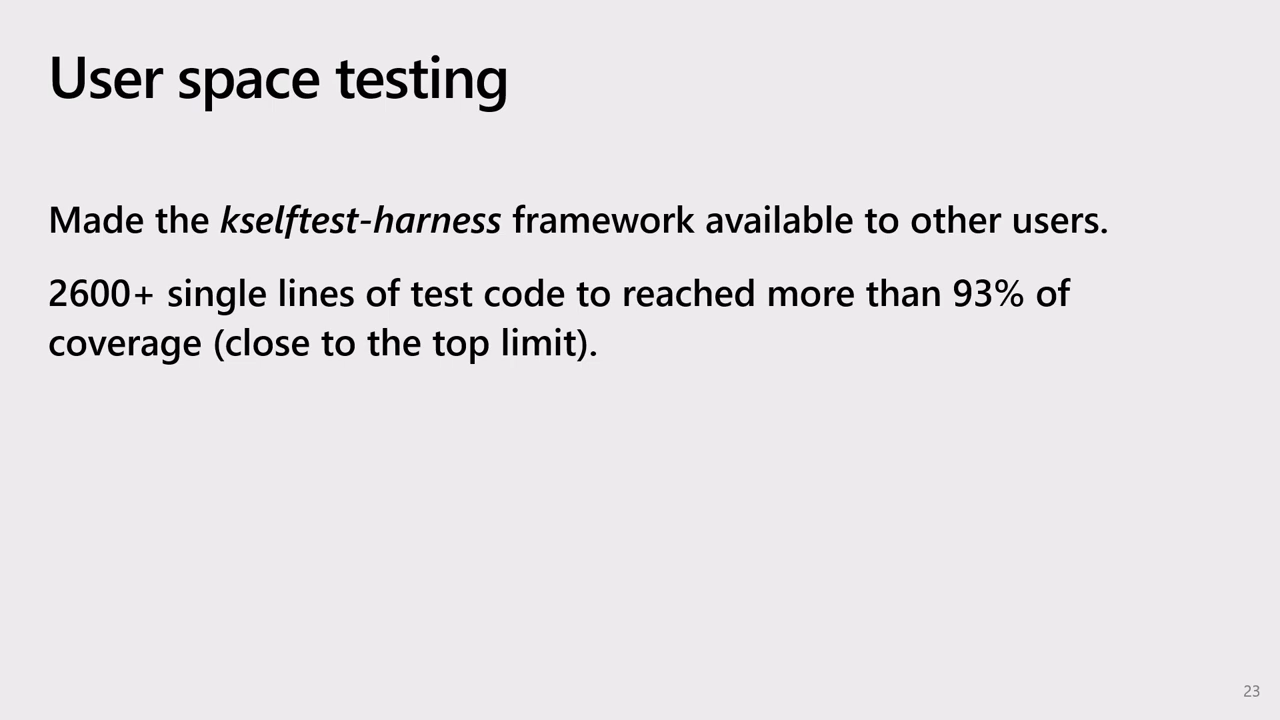 User space testing
Made the kselftest-harness framework available to other users.
2600+ single lines of test code to reached more than 93% of
coverage (close to the top limit).
23